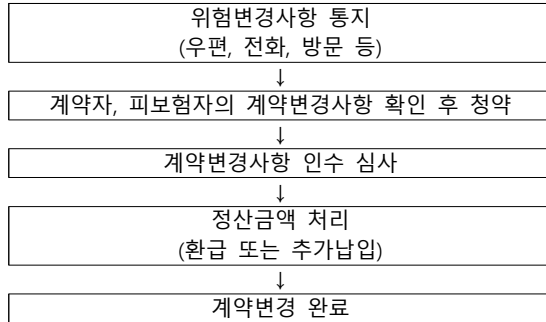 위험변경사항 통지
(우편, 전화, 방문 등)
↓
계약자, 피보험자의 계약변경사항 확인 후 청약
↓
계약변경사항 인수 심사
↓
정산금액 처리
(환급 또는 추가납입)
↓
계약변경 완료